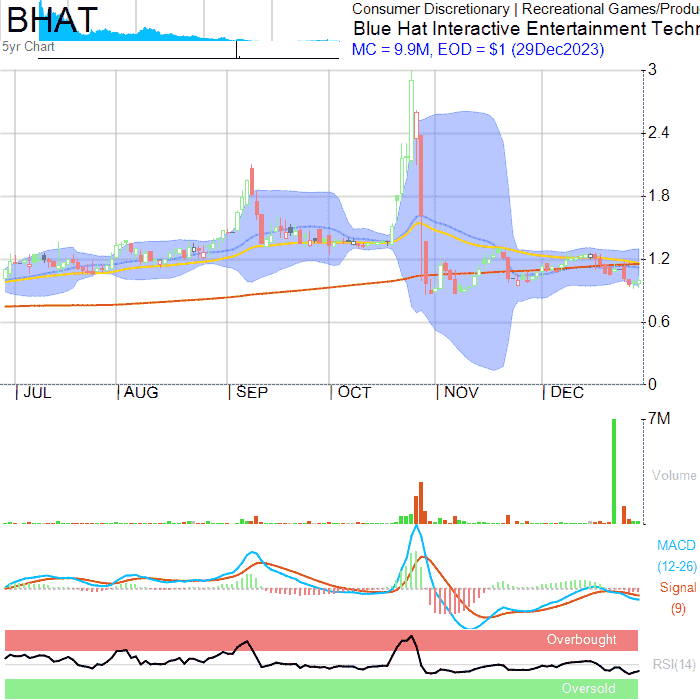 BHAT
Consumer Discretionary | Recreational Games/Produ
Blue Hat Interactive Entertainment Techn
5yr Chart
MC = 9.9M, EOD = $1 (29Dec2023)
3
2.4
1.8
1.2
0.6
0
JUL AUG SEP OCT NOV DEC
7M
Volume
MACD
(12-26)
Signal
(9)
Overbought
RSI(14)
Oversold